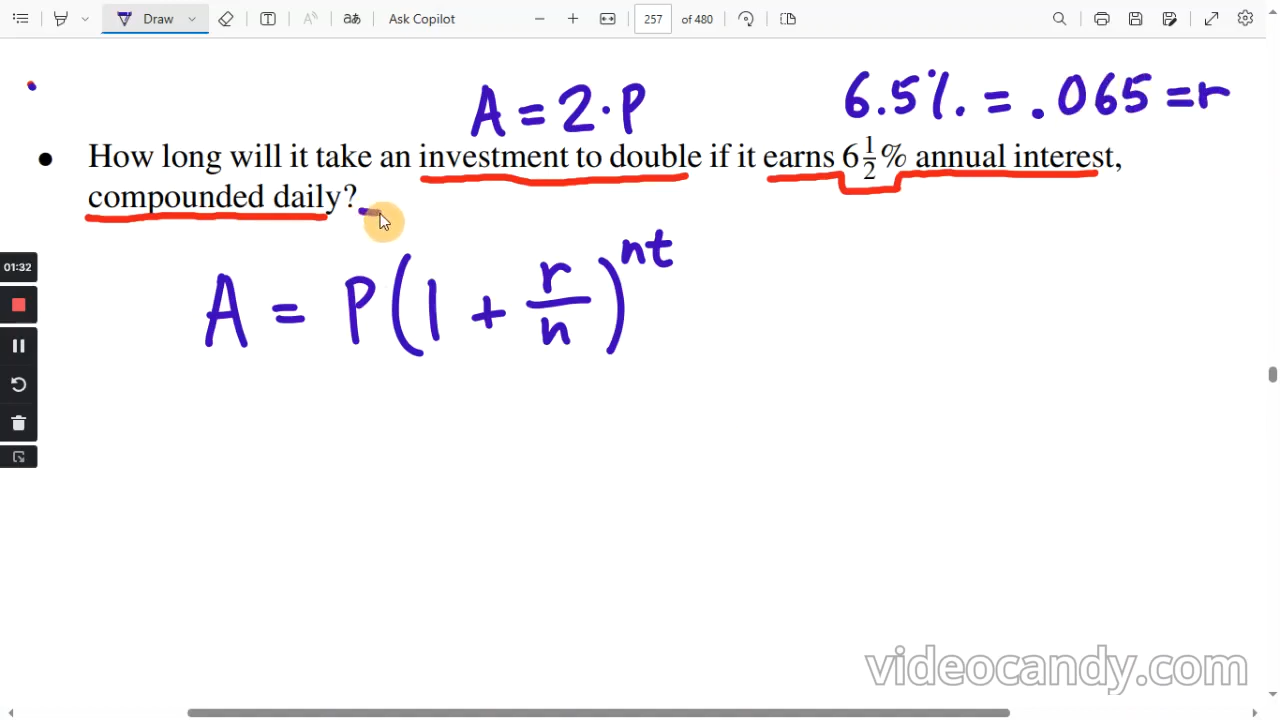 Draw
Ask Copilot
257 of 480
A = 2 · P
6.5% = .065 = r
• How long will it take an investment to double if it earns 6 1/2 % annual interest,
compounded daily?
01:32
A = P(1 + r/n)^nt
videocandy.com